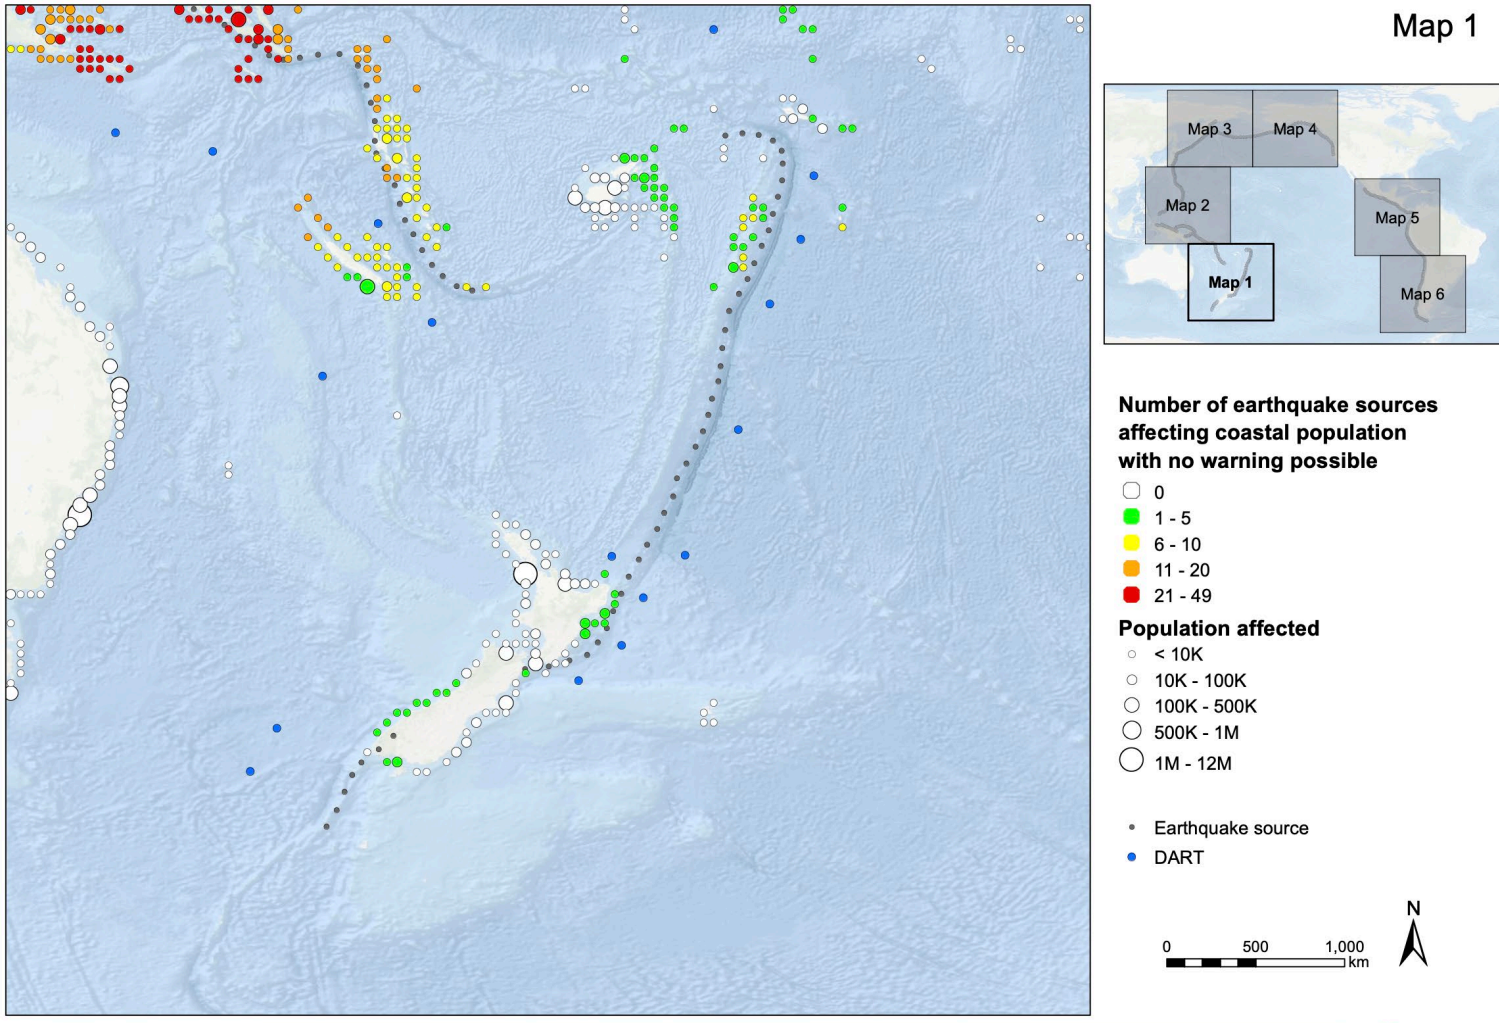 Map 1
Map 3
Map 4
Map 2
Map 5
Map 1
Map 6
Number of earthquake sources
affecting coastal population
with no warning possible
0
1 - 5
6 - 10
11 - 20
21 - 49
Population affected
< 10K
10K - 100K
100K - 500K
500K - 1M
1M - 12M
Earthquake source
DART
N
0 500 1,000
km